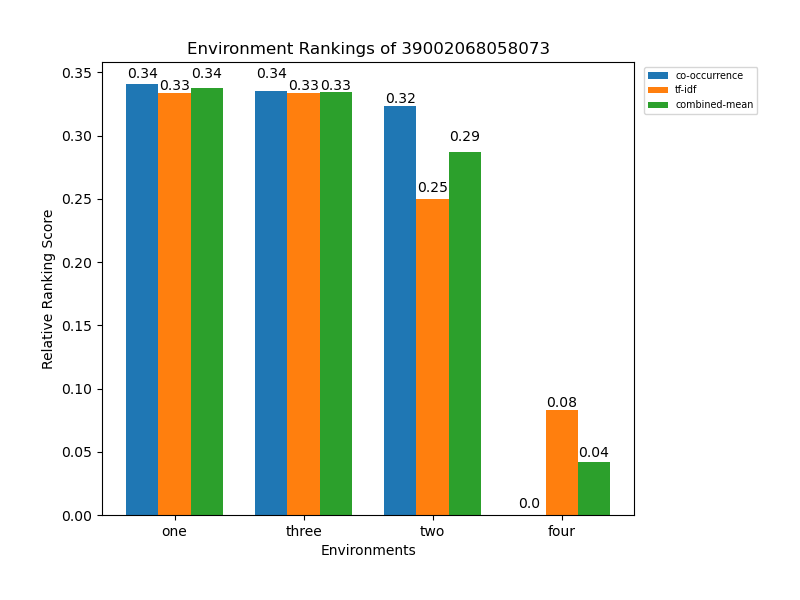 Environment Rankings of 39002068058073
0.34 0.33 0.34 0.34 0.33 0.33 0.32 0.25 0.29 0.0 0.08 0.04
co-occurrence
tf-idf
combined-mean
Relative Ranking Score
0.35
0.30
0.25
0.20
0.15
0.10
0.05
0.00
one three two four
Environments